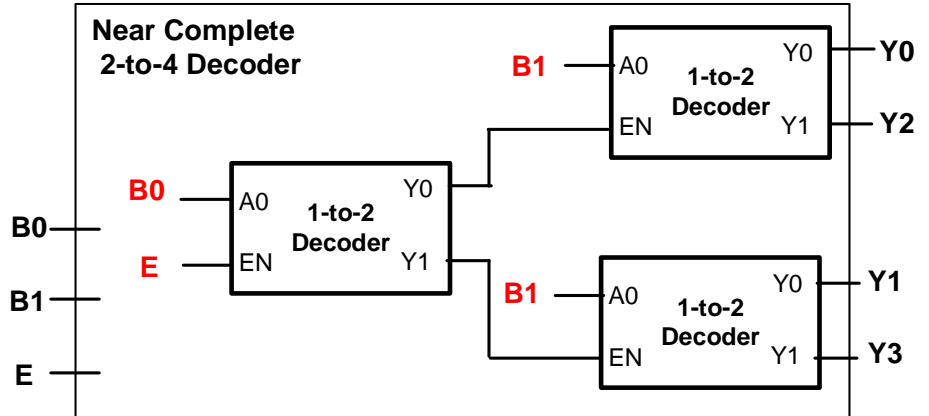 Near Complete
2-to-4 Decoder
B1
A0
EN
1-to-2
Decoder
Y0
Y1
Y0
Y2
B0
E
A0
EN
1-to-2
Decoder
Y0
Y1
B0
B1
E
B1
A0
EN
1-to-2
Decoder
Y0
Y1
Y1
Y3